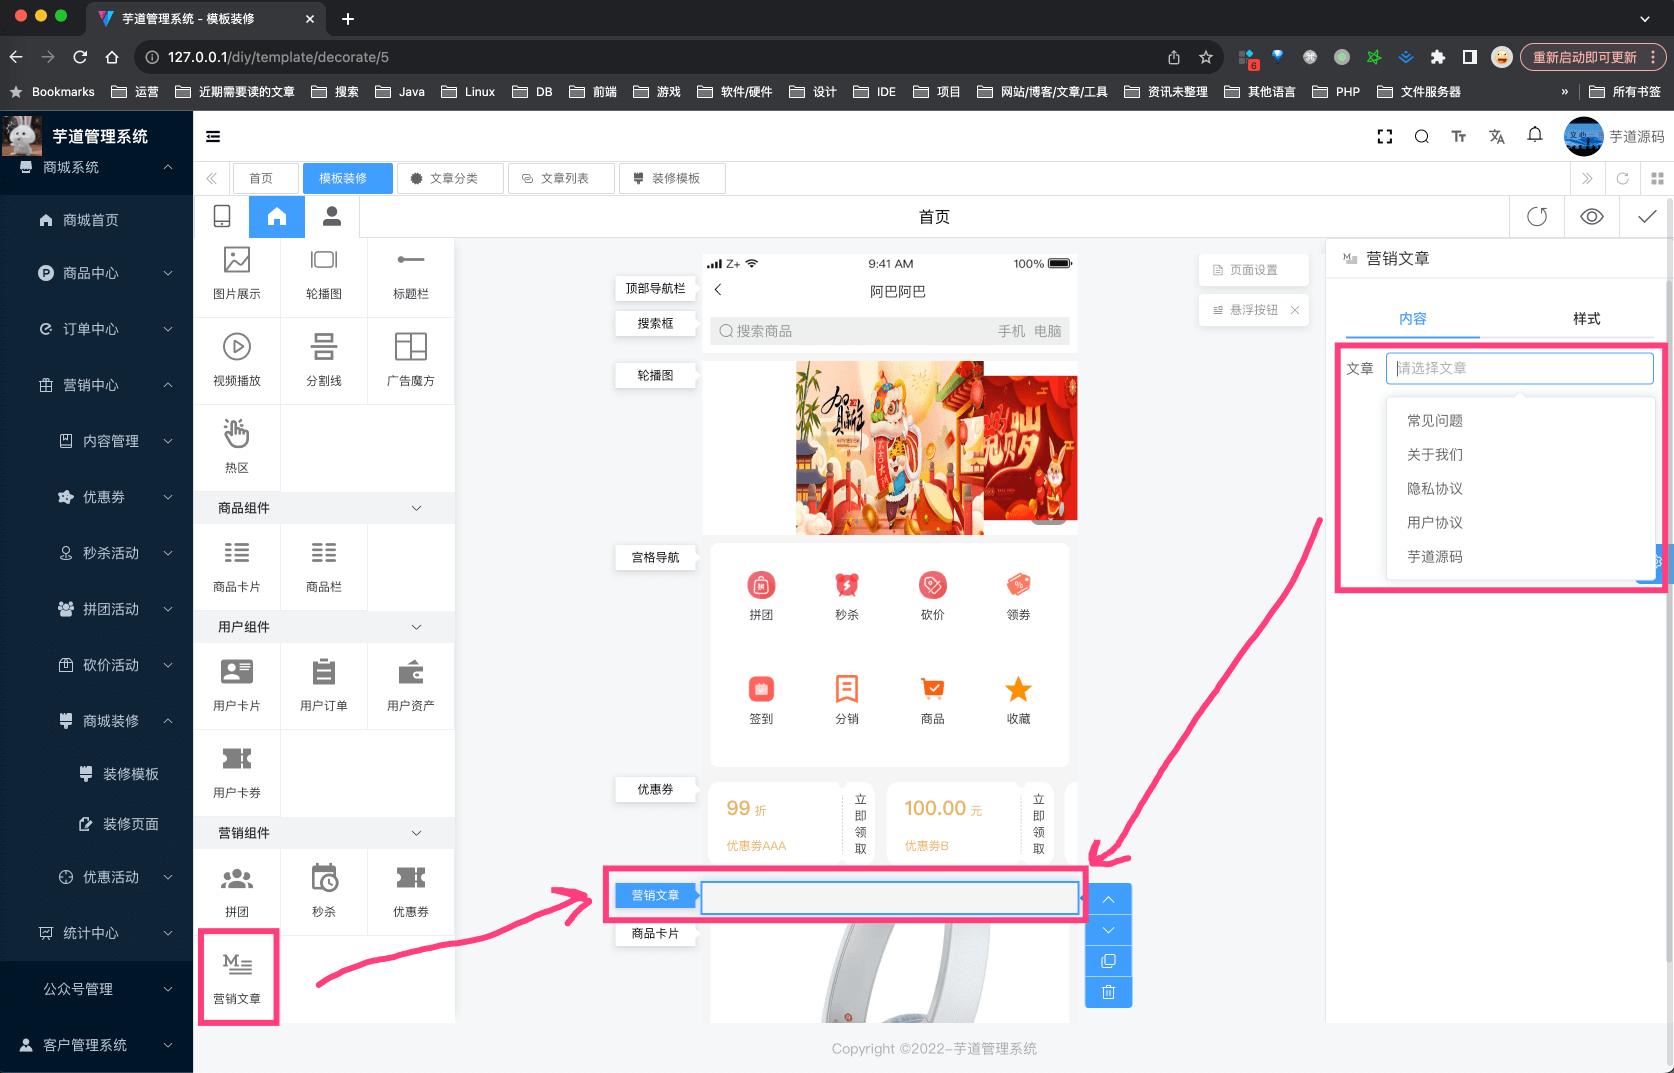 芋道管理系统 - 模板装修
127.0.0.1/diy/template/decorate/5
6
重新启动即可更新
Bookmarks 运营 近期需要读的文章 搜索 Java Linux DB 前端 游戏 软件/硬件 设计 IDE 项目 网站/博客/文章/工具 资讯未整理 其他语言 PHP 文件服务器 » 所有书签
芋道管理系统
芋道源码
商城系统
商城首页
商品中心
订单中心
营销中心
内容管理
优惠券
秒杀活动
拼团活动
砍价活动
商城装修
装修模板
装修页面
优惠活动
统计中心
公众号管理
客户管理系统
首页 模板装修 文章分类 文章列表 装修模板
首页
图片展示 轮播图 标题栏
视频播放 分割线 广告魔方
热区
商品组件
商品卡片 商品栏
用户组件
用户卡片 用户订单 用户资产
用户卡券
营销组件
拼团 秒杀 优惠券
营销文章
顶部导航栏
搜索框
轮播图
宫格导航
优惠券
营销文章
商品卡片
Z+ 9:41 AM 100%
阿巴阿巴
搜索商品 手机 电脑
拼团 秒杀 砍价 领券
签到 分销 商品 收藏
99 折
优惠券AAA
立即领取
100.00 元
优惠券B
立即领取
页面设置
悬浮按钮
营销文章
内容 样式
文章 请选择文章
常见问题
关于我们
隐私协议
用户协议
芋道源码
Copyright ©2022-芋道管理系统